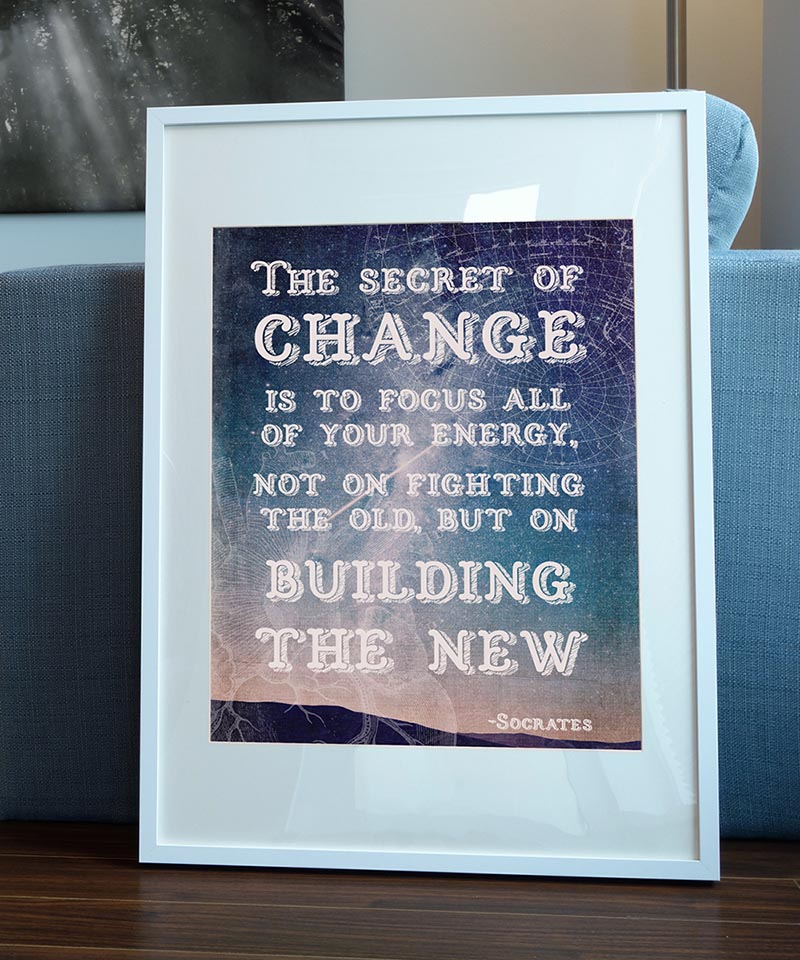 The secret of
CHANGE
is to focus all
of your energy,
not on fighting
the old, but on
BUILDING
THE NEW
-Socrates